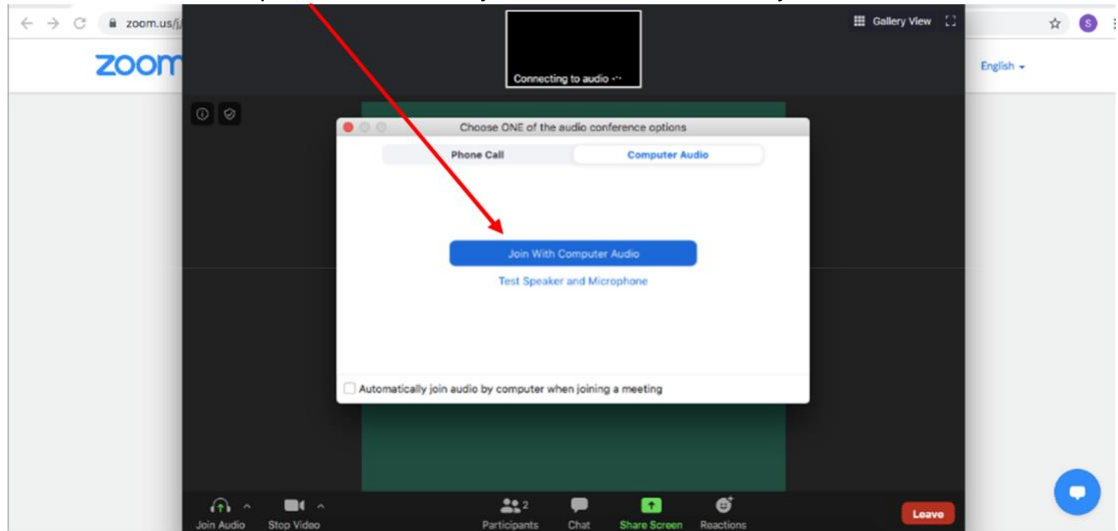 zoom.us/j/
Gallery View
S
zoom
Connecting to audio
English
Choose ONE of the audio conference options
Phone Call
Computer Audio
Join With Computer Audio
Test Speaker and Microphone
Automatically join audio by computer when joining a meeting
2
Join Audio
Stop Video
Participants
Chat
Share Screen
Reactions
Leave